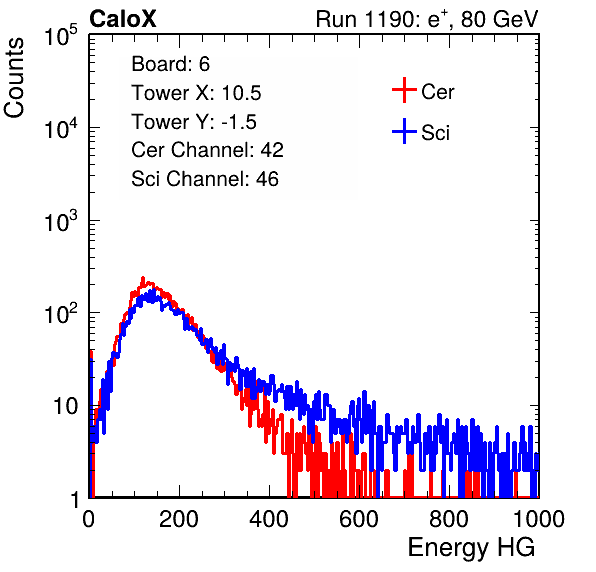 CaloX Run 1190: e⁺, 80 GeV
Counts
10⁵
10⁴
10³
10²
10
1
Board: 6
Tower X: 10.5
Tower Y: -1.5
Cer Channel: 42
Sci Channel: 46
Cer
Sci
0 200 400 600 800 1000
Energy HG